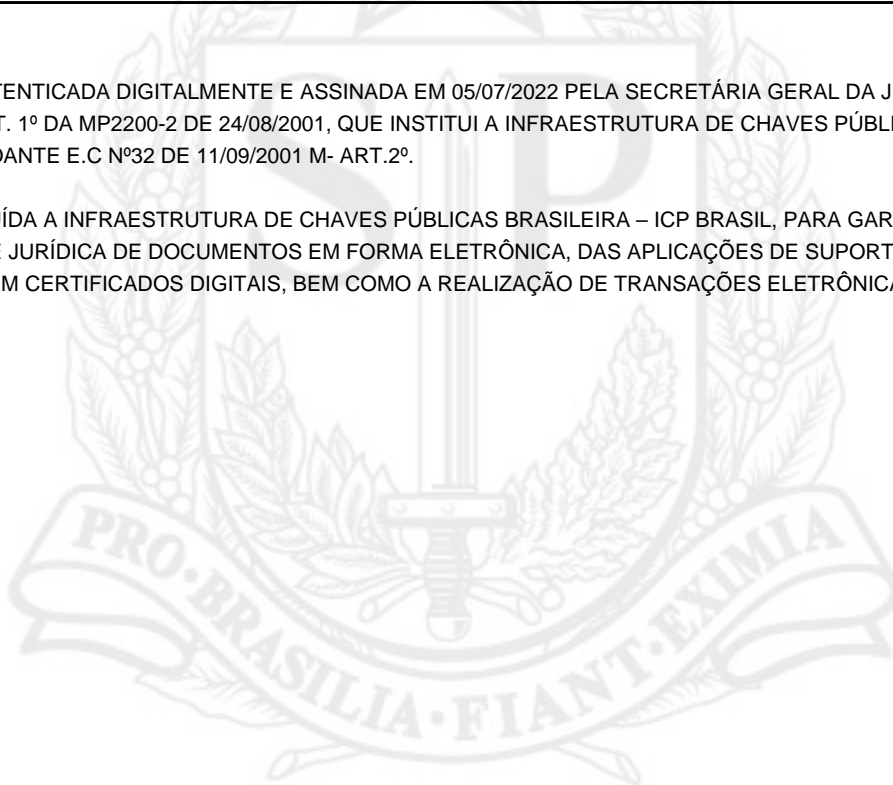 TENTICADA DIGITALMENTE E ASSINADA EM 05/07/2022 PELA SECRETÁRIA GERAL DA J
T. 1º DA MP2200-2 DE 24/08/2001, QUE INSTITUI A INFRAESTRUTURA DE CHAVES PÚBL
DANTE E.C Nº32 DE 11/09/2001 M- ART.2º.
UÍDA A INFRAESTRUTURA DE CHAVES PÚBLICAS BRASILEIRA – ICP BRASIL, PARA GAR
E JURÍDICA DE DOCUMENTOS EM FORMA ELETRÔNICA, DAS APLICAÇÕES DE SUPORT
M CERTIFICADOS DIGITAIS, BEM COMO A REALIZAÇÃO DE TRANSAÇÕES ELETRÔNICA
SP
PRO·BRASILIA·FIANT·EXIMIA